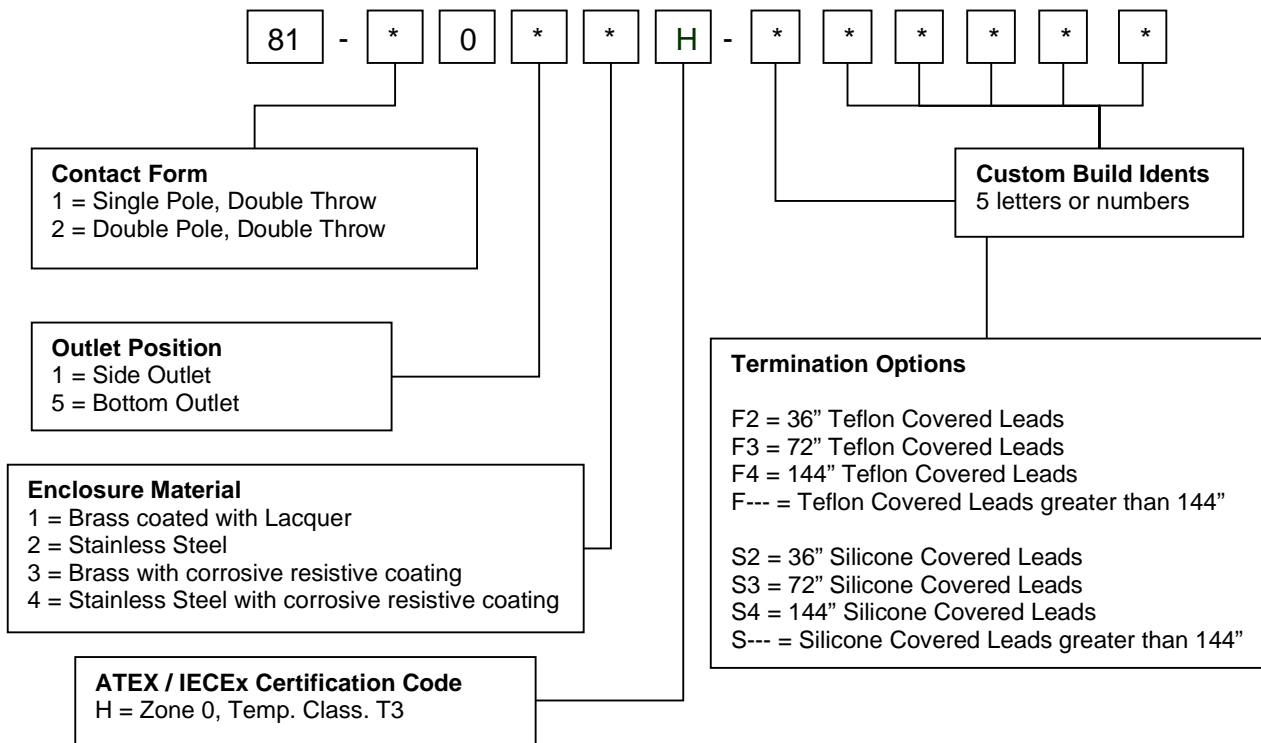 81 - * 0 * * H - * * * * * *
Contact Form
1 = Single Pole, Double Throw
2 = Double Pole, Double Throw
Custom Build Idents
5 letters or numbers
Outlet Position
1 = Side Outlet
5 = Bottom Outlet
Termination Options
F2 = 36” Teflon Covered Leads
F3 = 72” Teflon Covered Leads
F4 = 144” Teflon Covered Leads
F--- = Teflon Covered Leads greater than 144”
S2 = 36” Silicone Covered Leads
S3 = 72” Silicone Covered Leads
S4 = 144” Silicone Covered Leads
S--- = Silicone Covered Leads greater than 144”
Enclosure Material
1 = Brass coated with Lacquer
2 = Stainless Steel
3 = Brass with corrosive resistive coating
4 = Stainless Steel with corrosive resistive coating
ATEX / IECEx Certification Code
H = Zone 0, Temp. Class. T3